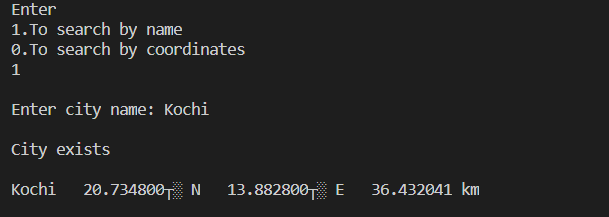 Enter
1.To search by name
0.To search by coordinates
1
Enter city name: Kochi
City exists
Kochi 20.734800┬░ N 13.882800┬░ E 36.432041 km